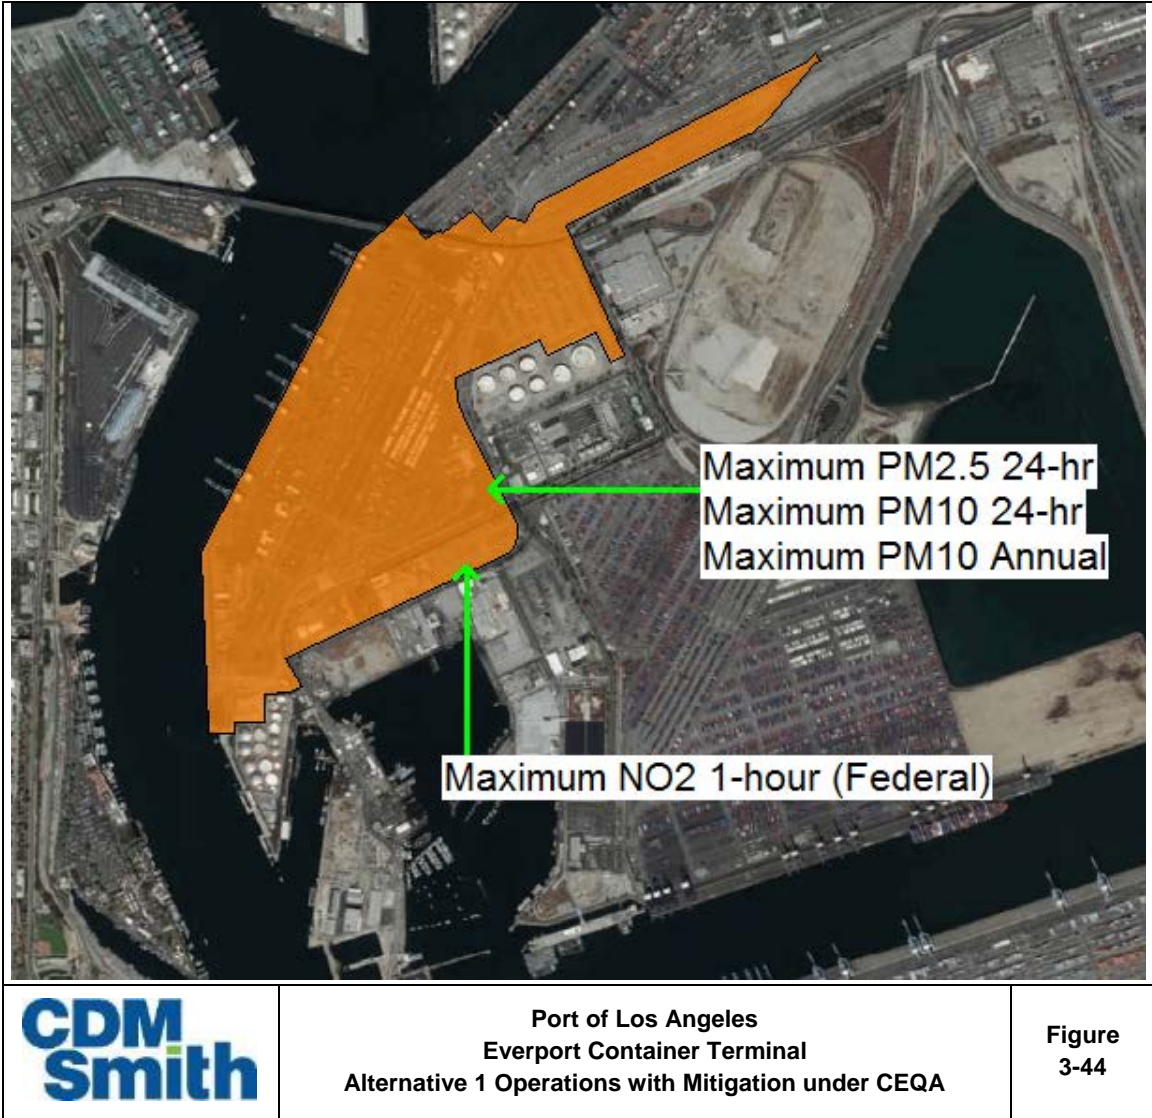 Maximum PM2.5 24-hr
Maximum PM10 24-hr
Maximum PM10 Annual
Maximum NO2 1-hour (Federal)
CDM
Smith
Port of Los Angeles
Everport Container Terminal
Alternative 1 Operations with Mitigation under CEQA
Figure
3-44